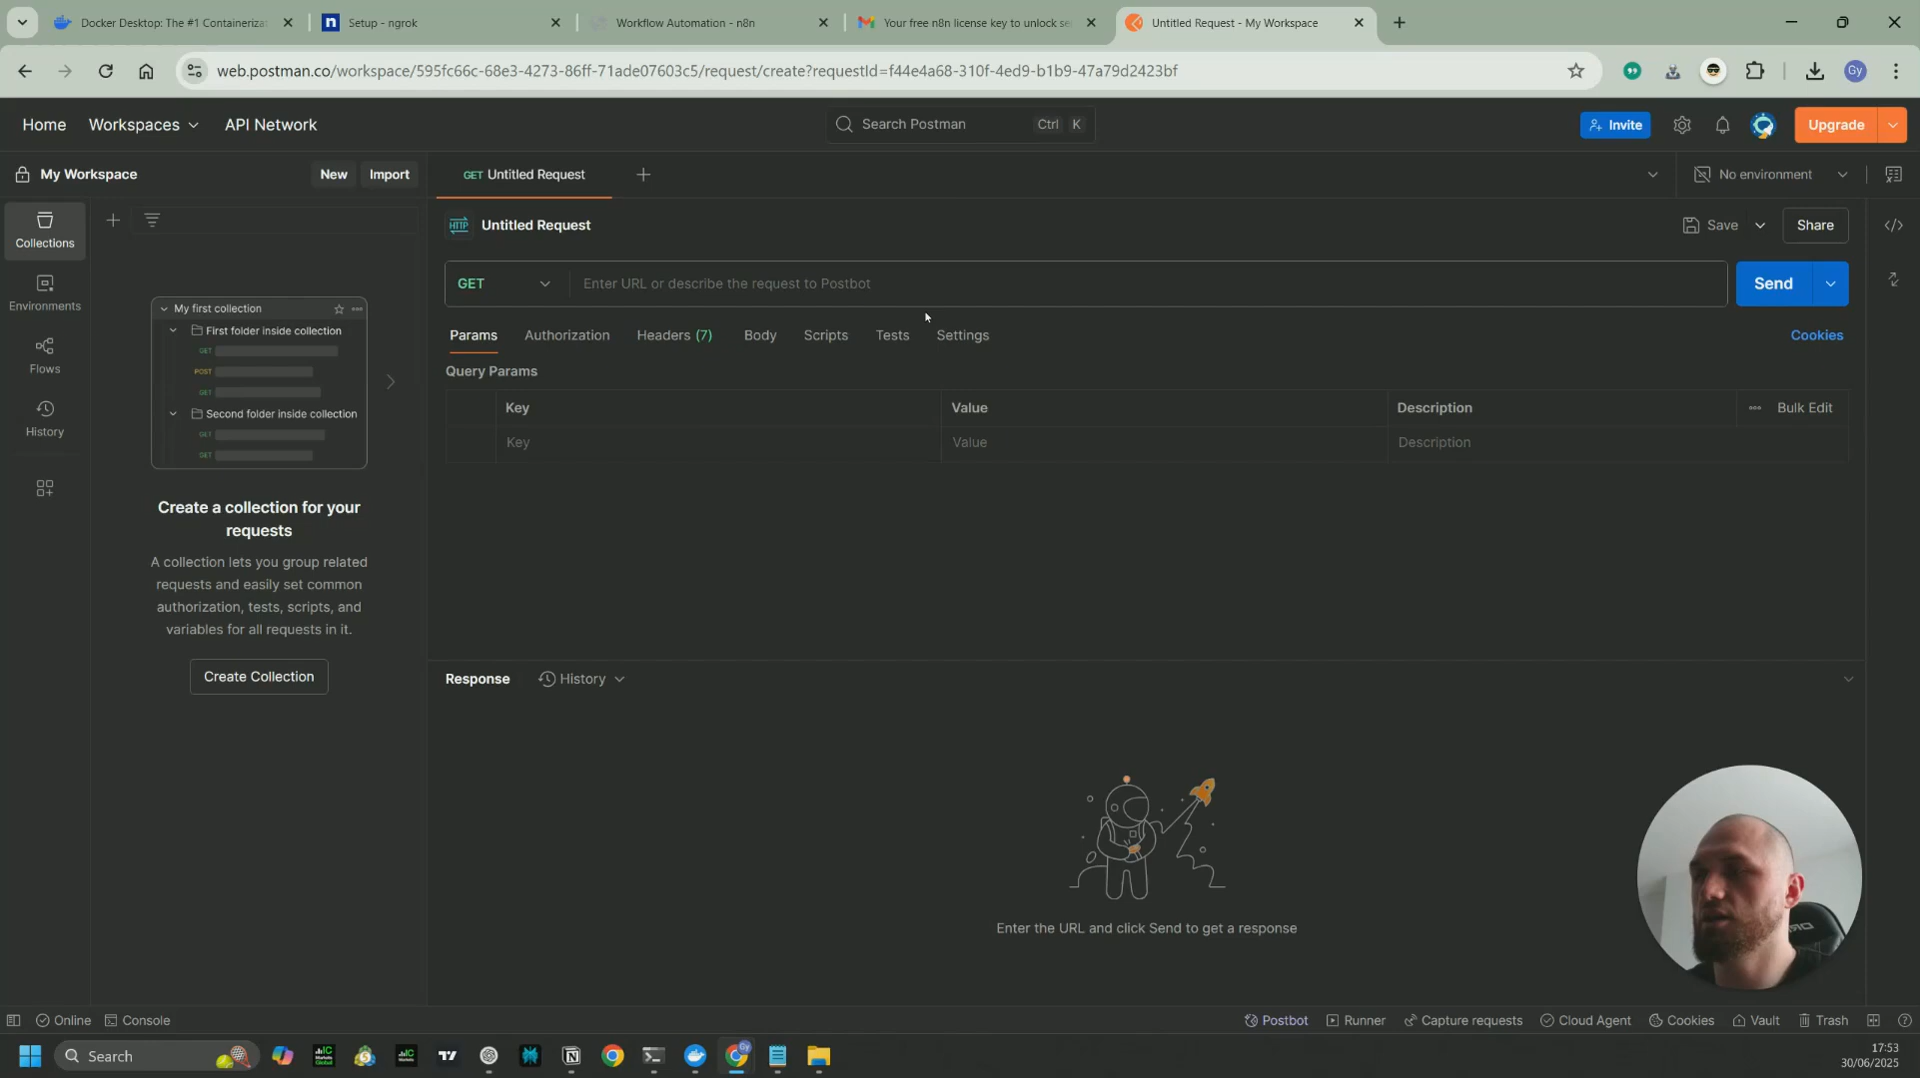 Docker Desktop: The #1 Containerizat
Setup - ngrok
Workflow Automation - n8n
Your free n8n license key to unlock se
Untitled Request - My Workspace
web.postman.co/workspace/595fc66c-68e3-4273-86ff-71ade07603c5/request/create?requestId=f44e4a68-310f-4ed9-b1b9-47a79d2423bf
Gy
Home
Workspaces
API Network
Search Postman
Ctrl K
Invite
Upgrade
My Workspace
New
Import
GET Untitled Request
No environment
Collections
Environments
Flows
History
HTTP
Untitled Request
Save
Share
GET
Enter URL or describe the request to Postbot
Send
Params
Authorization
Headers (7)
Body
Scripts
Tests
Settings
Cookies
Query Params
Key
Value
Description
Bulk Edit
Key
Value
Description
My first collection
First folder inside collection
GET
POST
GET
Second folder inside collection
GET
GET
Create a collection for your
requests
A collection lets you group related
requests and easily set common
authorization, tests, scripts, and
variables for all requests in it.
Create Collection
Response
History
Enter the URL and click Send to get a response
Online
Console
Postbot
Runner
Capture requests
Cloud Agent
Cookies
Vault
Trash
Search
17:53
30/06/2025